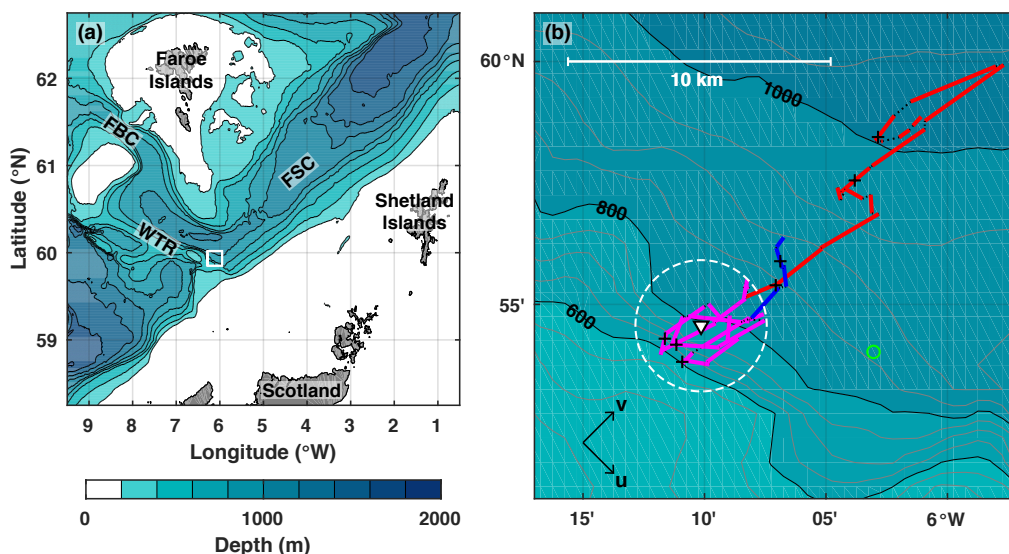 (a)
Faroe
Islands
62
FBC
61
FSC
Shetland
Islands
WTR
60
59
Scotland
Latitude (°N)
9 8 7 6 5 4 3 2 1
Longitude (°W)
0 1000 2000
Depth (m)
(b)
60°N
10 km
1000
800
55'
600
v
u
15' 10' 05' 6°W